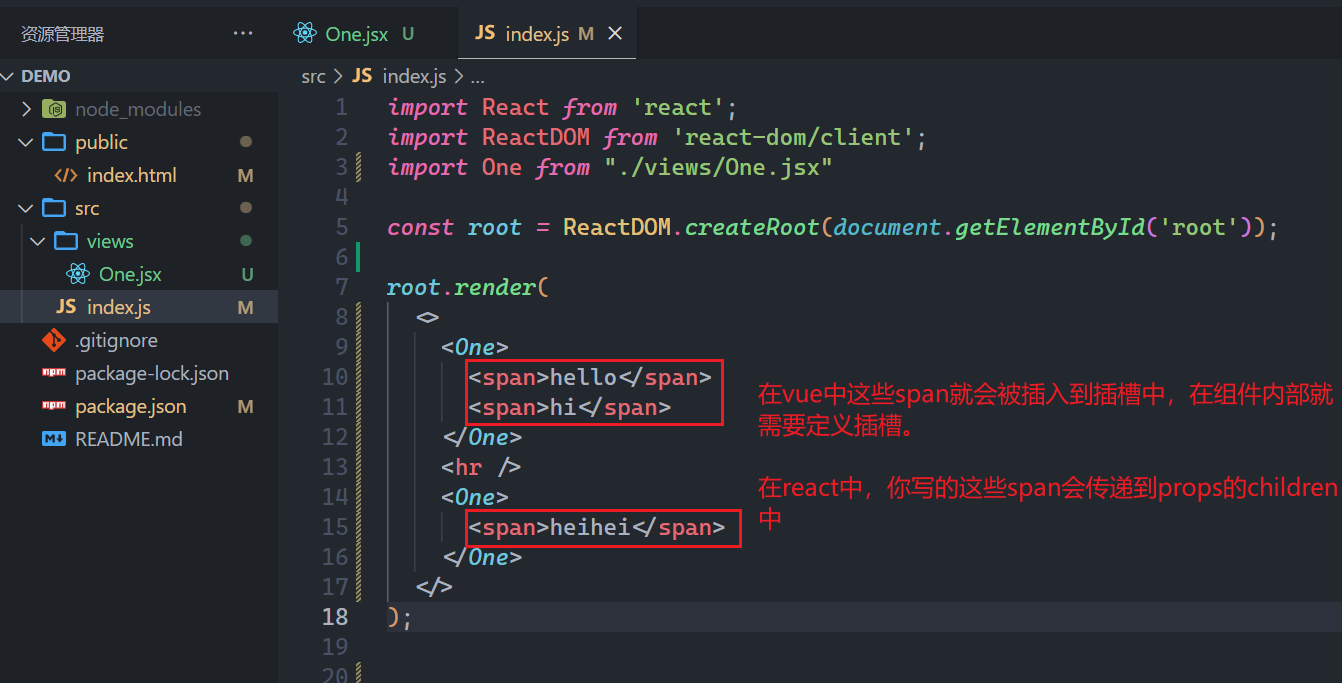 资源管理器 ··· One.jsx U JS index.js M
DEMO
src > JS index.js > ...
node_modules
public
index.html M
src
views
One.jsx U
JS index.js M
.gitignore
package-lock.json
package.json M
README.md
1 import React from 'react';
2 import ReactDOM from 'react-dom/client';
3 import One from "./views/One.jsx"
4
5 const root = ReactDOM.createRoot(document.getElementById('root'));
6
7 root.render(
8 <>
9 <One>
10 <span>hello</span>
11 <span>hi</span>
12 </One>
13 <hr />
14 <One>
15 <span>heihei</span>
16 </One>
17 </>
18 );
19
20
在vue中这些span就会被插入到插槽中，在组件内部就
需要定义插槽。
在react中，你写的这些span会传递到props的children
中